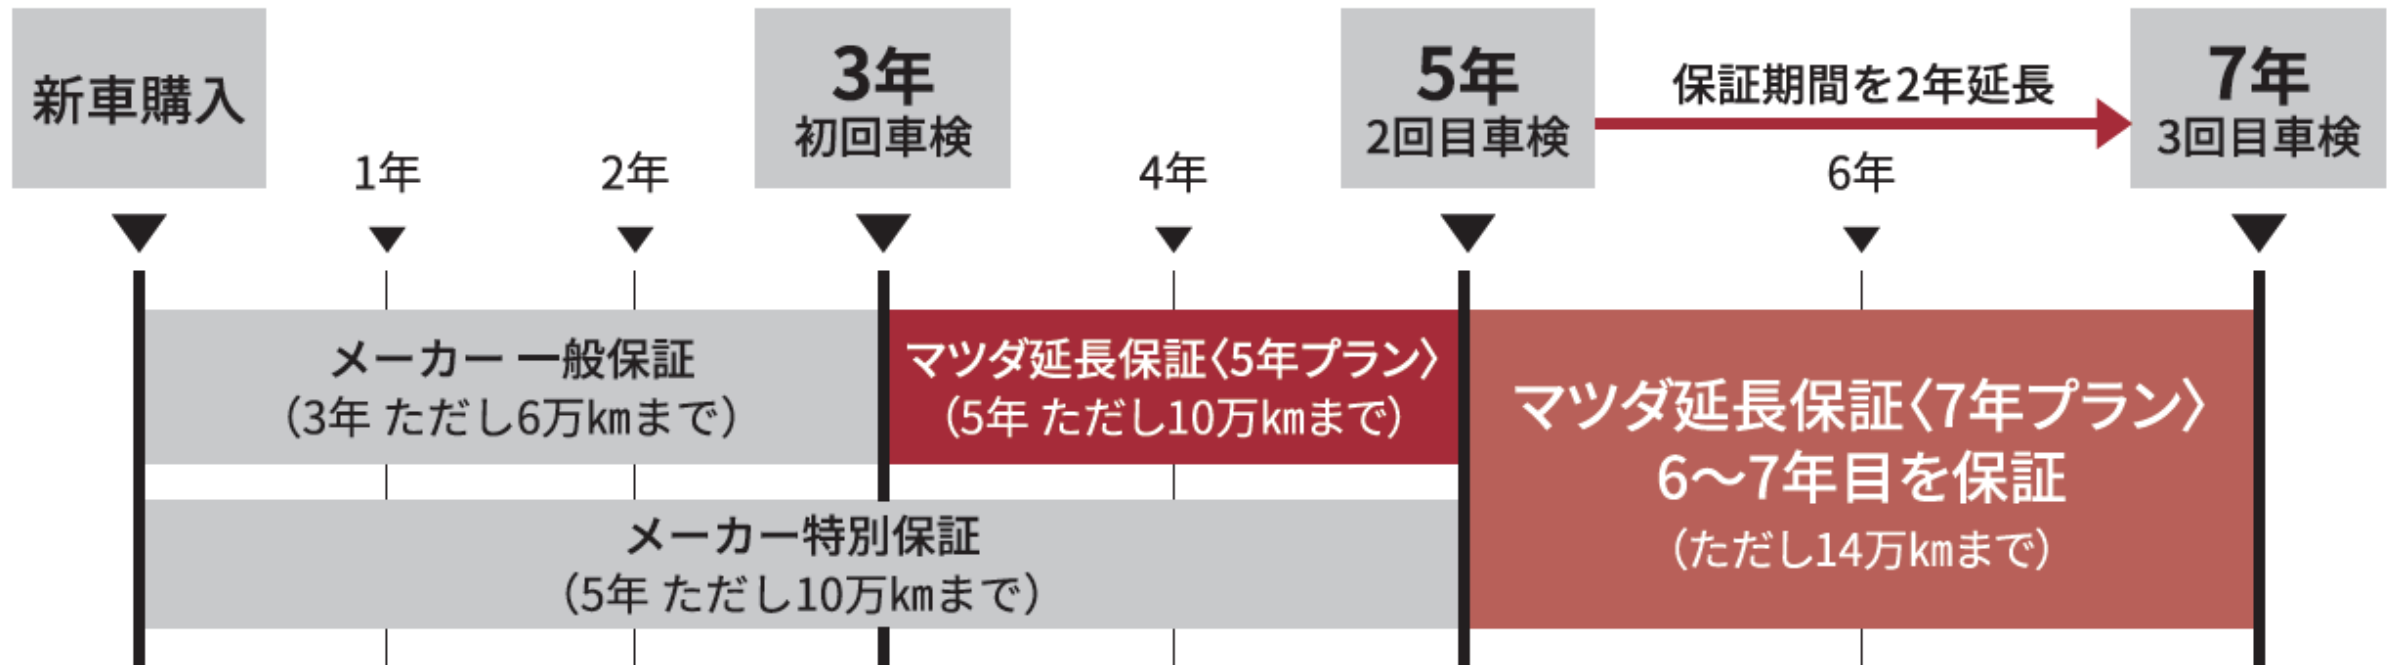 新車購入
1年
2年
3年
初回車検
4年
5年
2回目車検
保証期間を2年延長
6年
7年
3回目車検
メーカー 一般保証
(3年 ただし6万㎞まで)
マツダ延長保証〈5年プラン〉
(5年 ただし10万㎞まで)
マツダ延長保証〈7年プラン〉
6〜7年目を保証
(ただし14万㎞まで)
メーカー特別保証
(5年 ただし10万㎞まで)